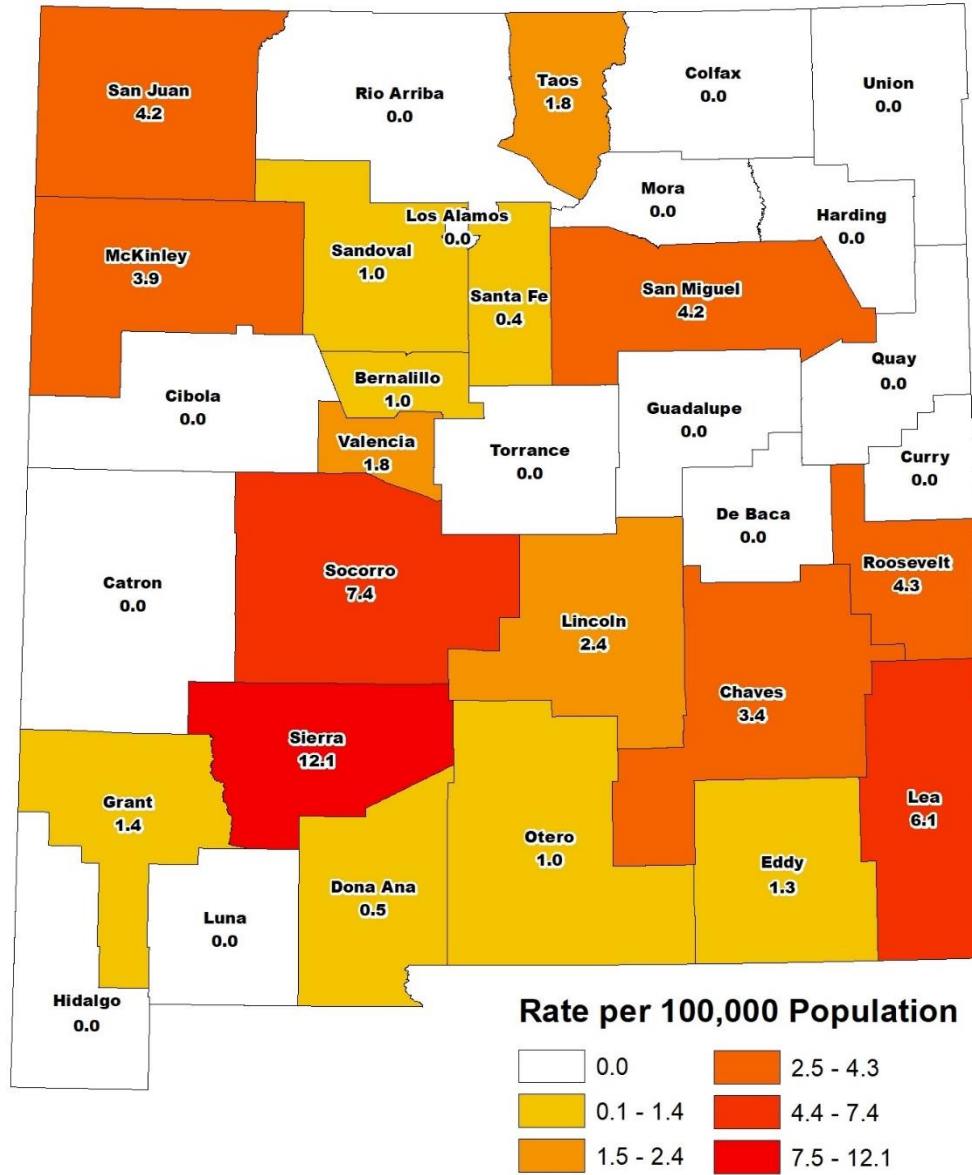 San Juan
4.2
Rio Arriba
0.0
Taos
1.8
Colfax
0.0
Union
0.0
Mora
0.0
Harding
0.0
Los Alamos
0.0
McKinley
3.9
Sandoval
1.0
Santa Fe
0.4
San Miguel
4.2
Quay
0.0
Cibola
0.0
Bernalillo
1.0
Guadalupe
0.0
Valencia
1.8
Torrance
0.0
Curry
0.0
De Baca
0.0
Catron
0.0
Socorro
7.4
Roosevelt
4.3
Lincoln
2.4
Chaves
3.4
Sierra
12.1
Grant
1.4
Lea
6.1
Otero
1.0
Eddy
1.3
Dona Ana
0.5
Luna
0.0
Hidalgo
0.0
Rate per 100,000 Population
0.0
0.1 - 1.4
1.5 - 2.4
2.5 - 4.3
4.4 - 7.4
7.5 - 12.1